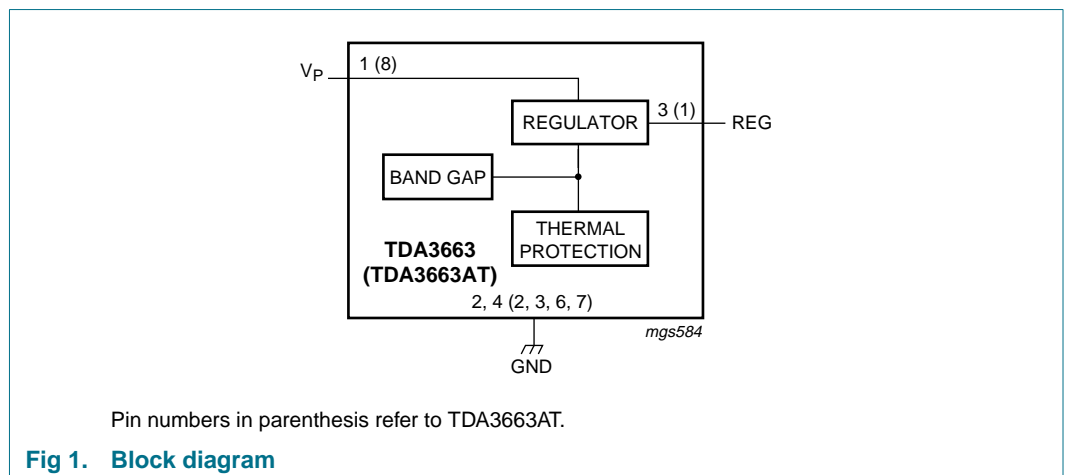 V_P
1 (8)
REGULATOR
3 (1)
REG
BAND GAP
THERMAL
PROTECTION
TDA3663
(TDA3663AT)
2, 4 (2, 3, 6, 7)
mgs584
GND
Pin numbers in parenthesis refer to TDA3663AT.
Fig 1. Block diagram